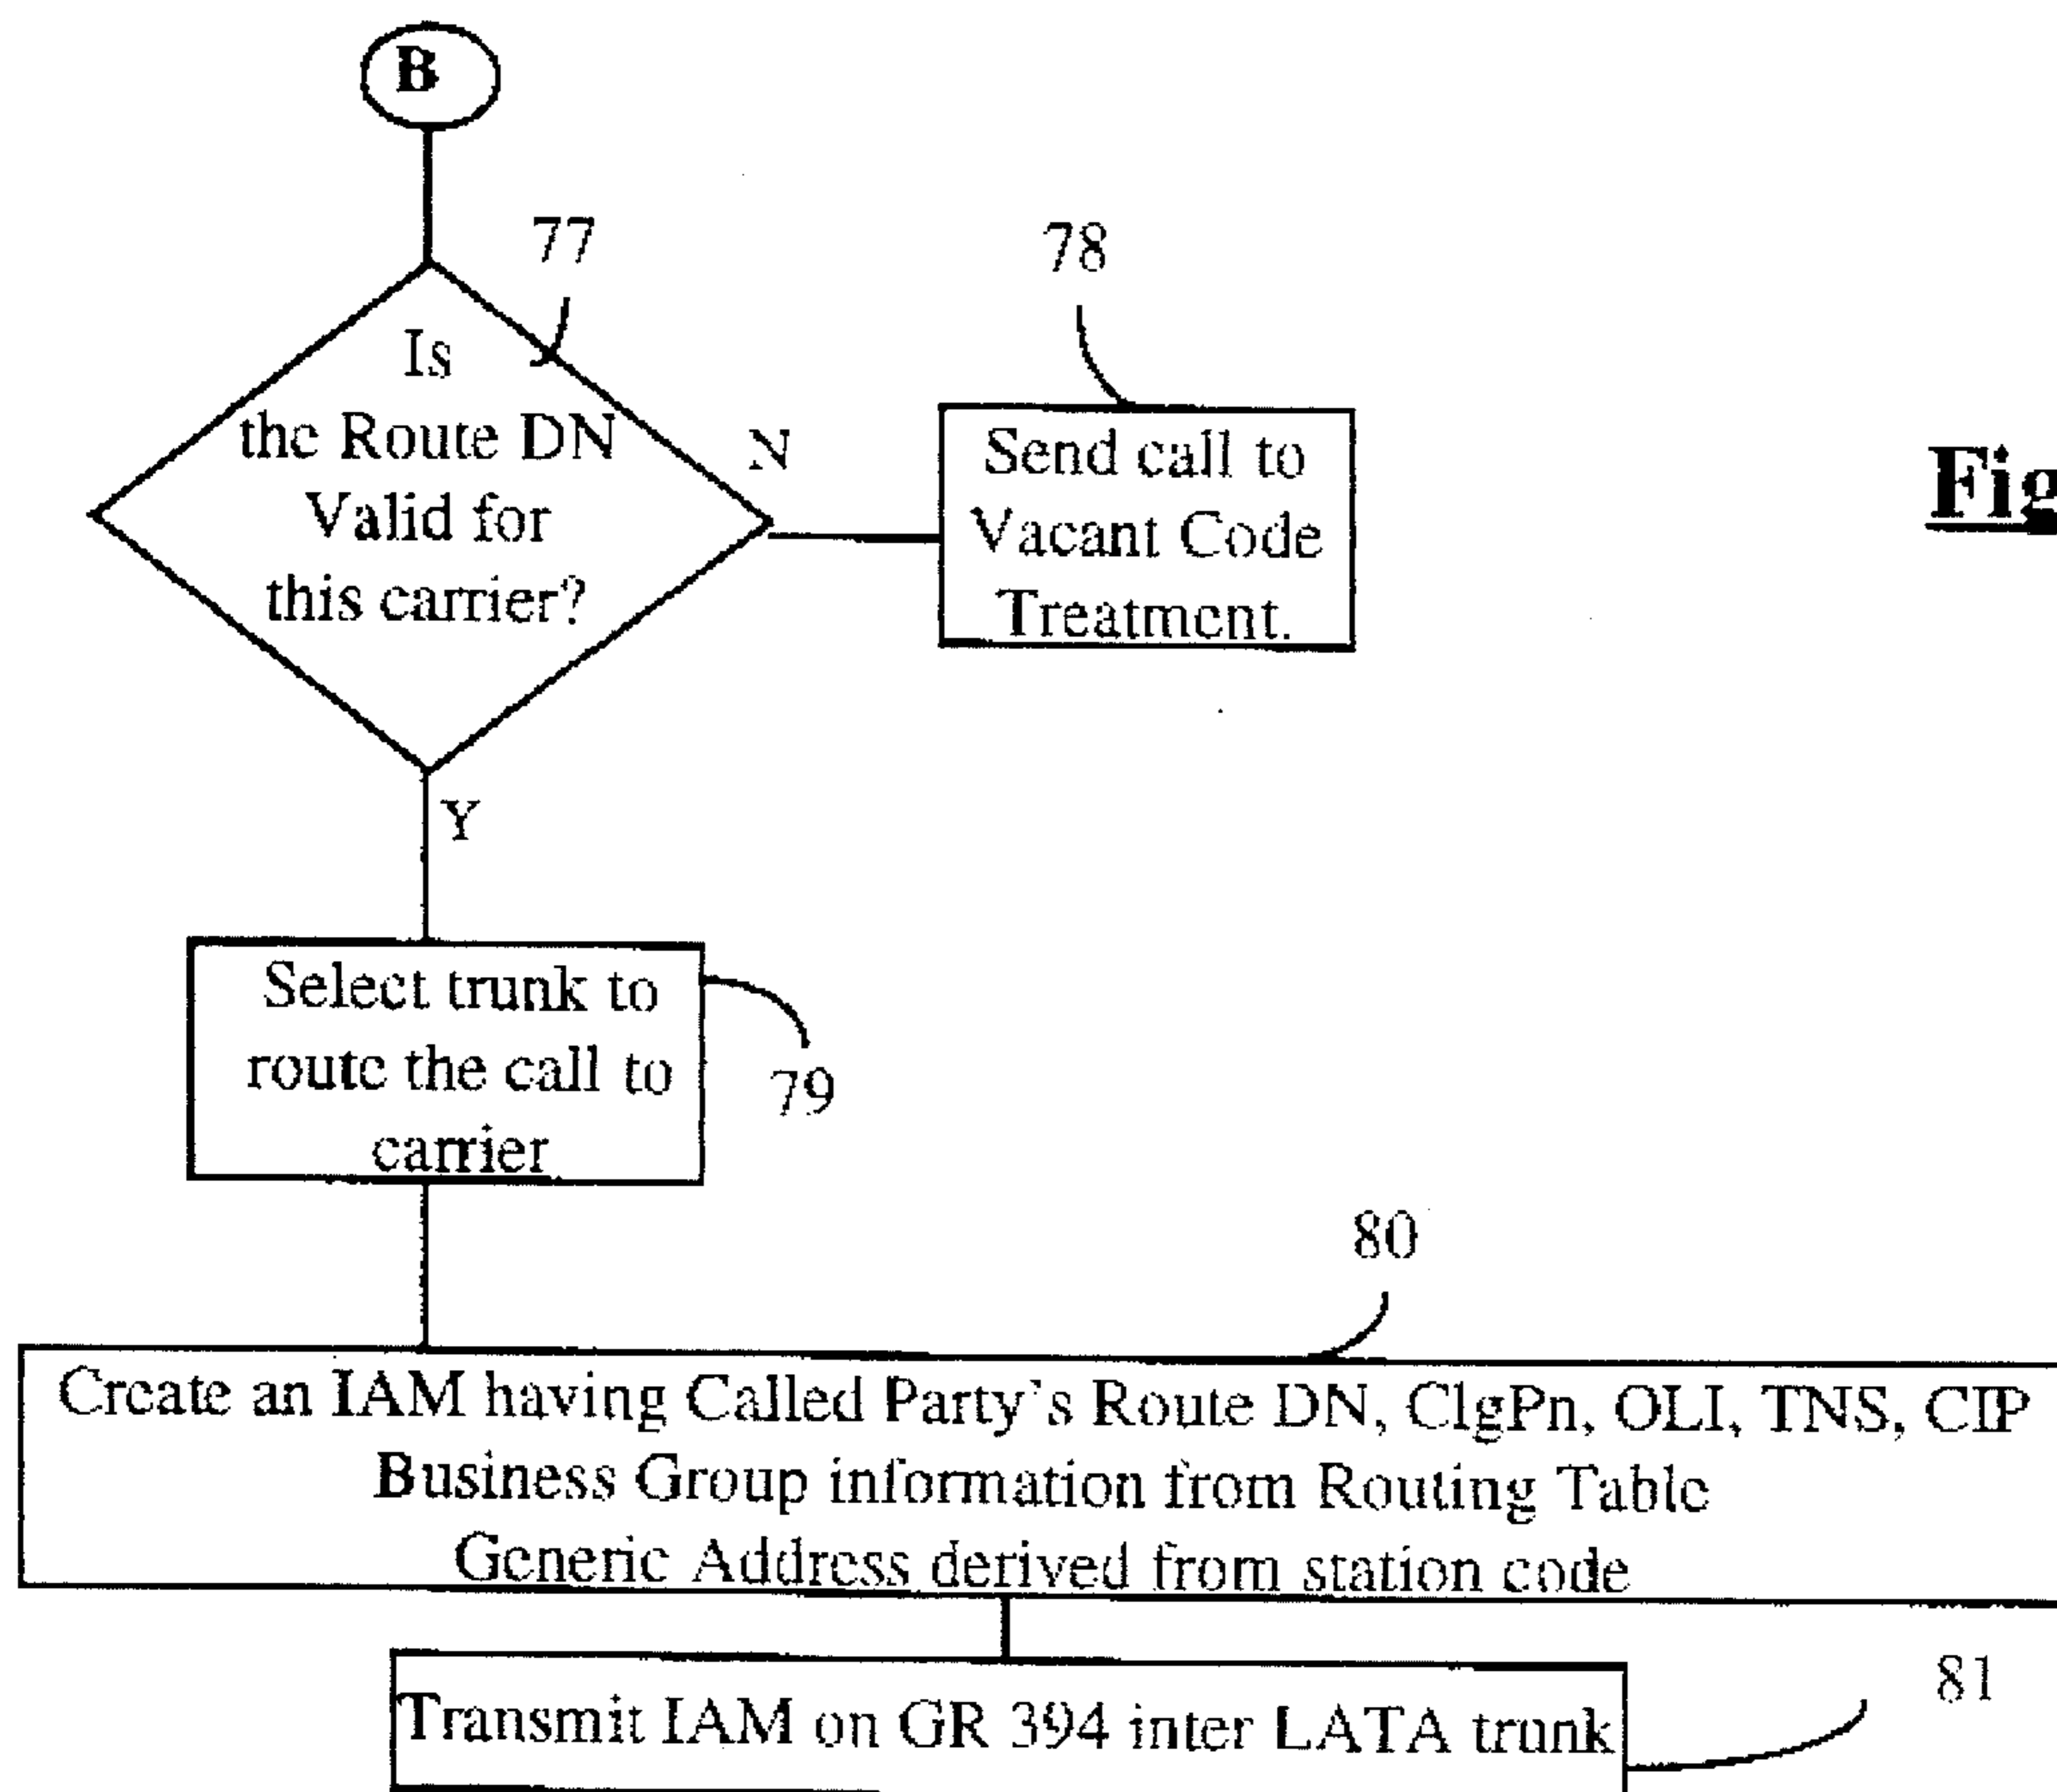 B
77
78
Is
the Route DN
Valid for
this carrier?
N
Send call to
Vacant Code
Treatment.
Fig
Y
Select trunk to
route the call to
carrier
79
80
Create an IAM having Called Party's Route DN, ClgPn, OLI, TNS, CIP
Business Group information from Routing Table
Generic Address derived from station code
81
Transmit IAM on GR 394 inter LATA trunk